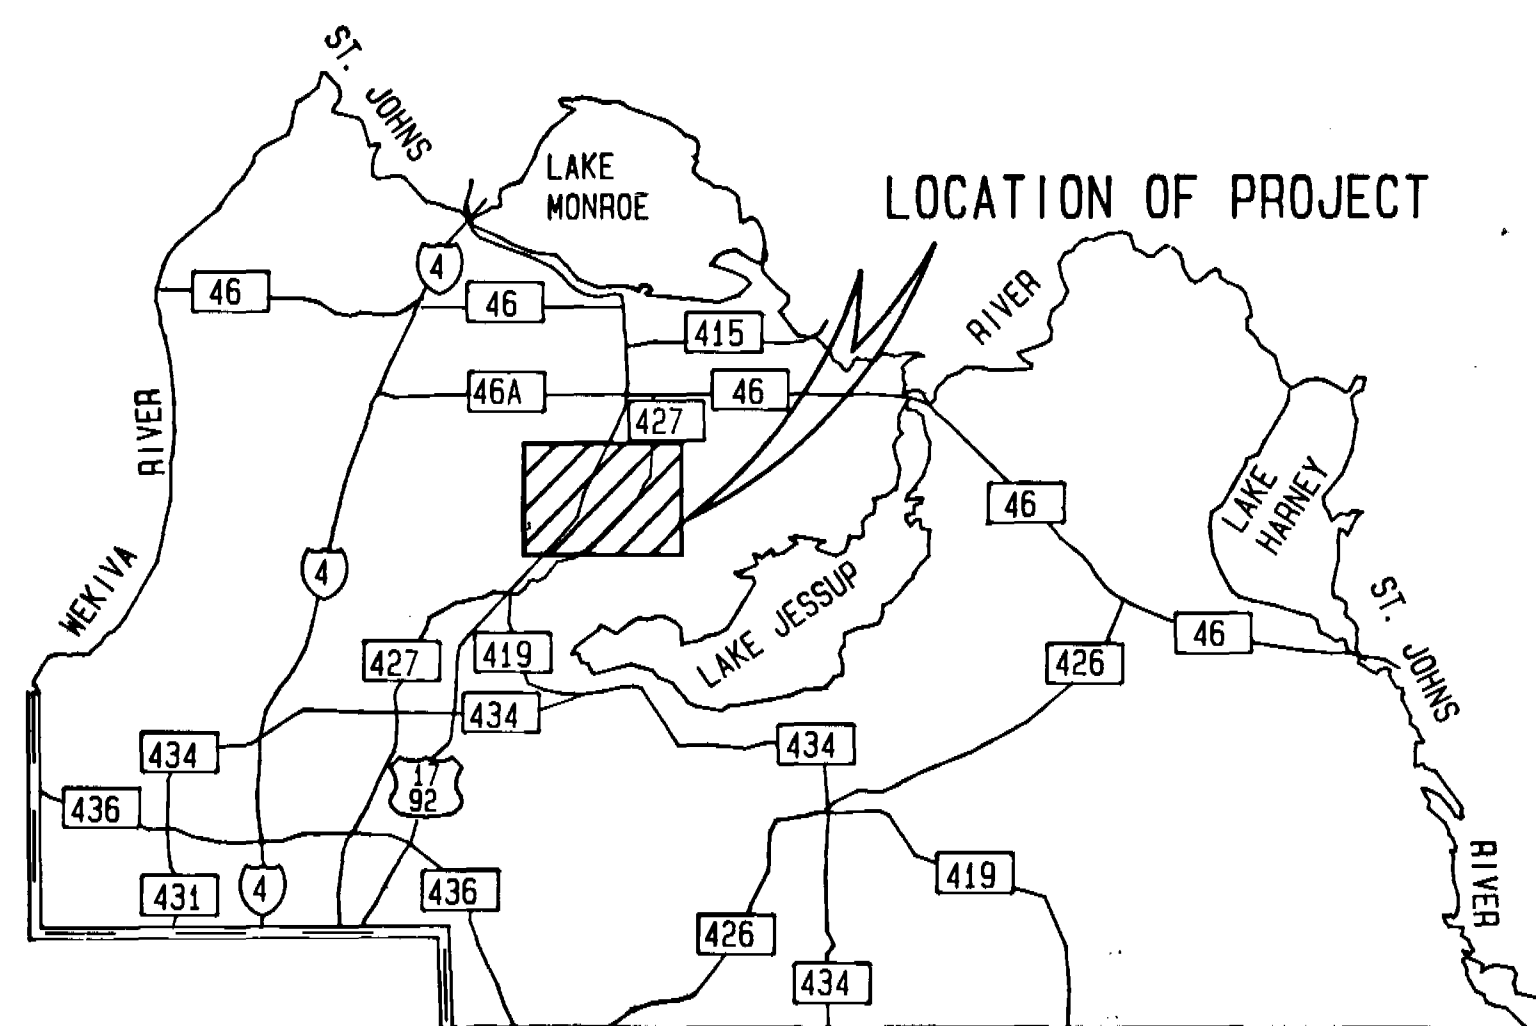 ST. JOHNS
LAKE
MONROE
LOCATION OF PROJECT
4
46
46
RIVER
415
46A
46
427
RIVER
46
LAKE
HARNEY
4
WEKIVA
LAKE JESSUP
ST. JOHNS
46
427
419
426
434
434
434
17
92
436
RIVER
431
4
436
419
426
434